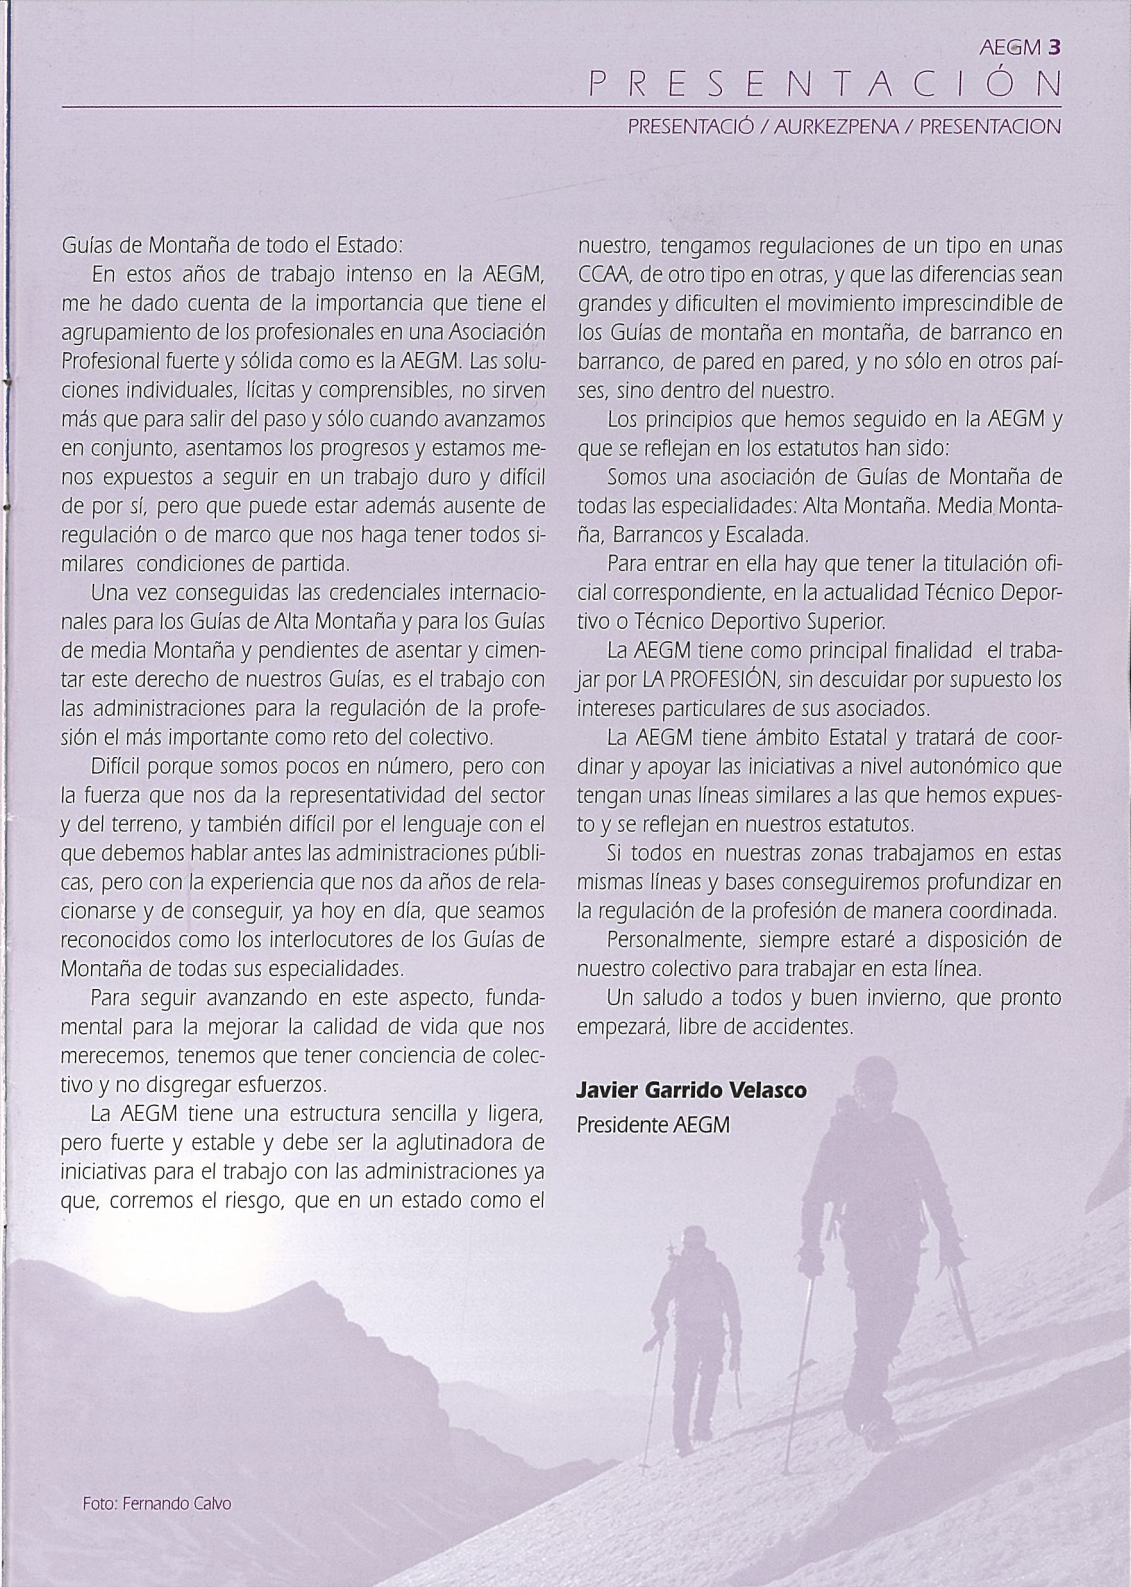 AEGM 3
PRESENTACIÓN
PRESENTACIÓ / AURKEZPENA / PRESENTACION
Guías de Montaña de todo el Estado:
En estos años de trabajo intenso en la AEGM,
me he dado cuenta de la importancia que tiene el
agrupamiento de los profesionales en una Asociación
Profesional fuerte y sólida como es la AEGM. Las solu-
ciones individuales, lícitas y comprensibles, no sirven
más que para salir del paso y sólo cuando avanzamos
en conjunto, asentamos los progresos y estamos me-
nos expuestos a seguir en un trabajo duro y difícil
de por sí, pero que puede estar además ausente de
regulación o de marco que nos haga tener todos si-
milares condiciones de partida.
Una vez conseguidas las credenciales internacio-
nales para los Guías de Alta Montaña y para los Guías
de media Montaña y pendientes de asentar y cimen-
tar este derecho de nuestros Guías, es el trabajo con
las administraciones para la regulación de la profe-
sión el más importante como reto del colectivo.
Difícil porque somos pocos en número, pero con
la fuerza que nos da la representatividad del sector
y del terreno, y también difícil por el lenguaje con el
que debemos hablar antes las administraciones públi-
cas, pero con la experiencia que nos da años de rela-
cionarse y de conseguir, ya hoy en día, que seamos
reconocidos como los interlocutores de los Guías de
Montaña de todas sus especialidades.
Para seguir avanzando en este aspecto, funda-
mental para la mejorar la calidad de vida que nos
merecemos, tenemos que tener conciencia de colec-
tivo y no disgregar esfuerzos.
La AEGM tiene una estructura sencilla y ligera,
pero fuerte y estable y debe ser la aglutinadora de
iniciativas para el trabajo con las administraciones ya
que, corremos el riesgo, que en un estado como el
nuestro, tengamos regulaciones de un tipo en unas
CCAA, de otro tipo en otras, y que las diferencias sean
grandes y dificulten el movimiento imprescindible de
los Guías de montaña en montaña, de barranco en
barranco, de pared en pared, y no sólo en otros paí-
ses, sino dentro del nuestro.
Los principios que hemos seguido en la AEGM y
que se reflejan en los estatutos han sido:
Somos una asociación de Guías de Montaña de
todas las especialidades: Alta Montaña. Media Monta-
ña, Barrancos y Escalada.
Para entrar en ella hay que tener la titulación ofi-
cial correspondiente, en la actualidad Técnico Depor-
tivo o Técnico Deportivo Superior.
La AEGM tiene como principal finalidad el traba-
jar por LA PROFESIÓN, sin descuidar por supuesto los
intereses particulares de sus asociados.
La AEGM tiene ámbito Estatal y tratará de coor-
dinar y apoyar las iniciativas a nivel autonómico que
tengan unas líneas similares a las que hemos expues-
to y se reflejan en nuestros estatutos.
Si todos en nuestras zonas trabajamos en estas
mismas líneas y bases conseguiremos profundizar en
la regulación de la profesión de manera coordinada.
Personalmente, siempre estaré a disposición de
nuestro colectivo para trabajar en esta línea.
Un saludo a todos y buen invierno, que pronto
empezará, libre de accidentes.
Javier Garrido Velasco
Presidente AEGM
Foto: Fernando Calvo